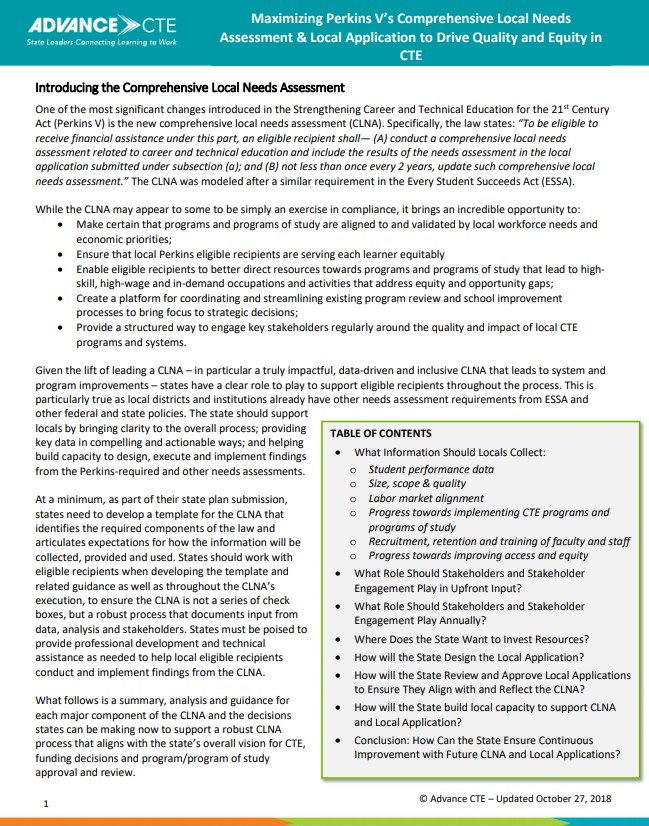 ADVANCE CTE
State Leaders Connecting Learning to Work
Maximizing Perkins V’s Comprehensive Local Needs
Assessment & Local Application to Drive Quality and Equity in
CTE
Introducing the Comprehensive Local Needs Assessment
One of the most significant changes introduced in the Strengthening Career and Technical Education for the 21st Century
Act (Perkins V) is the new comprehensive local needs assessment (CLNA). Specifically, the law states: “To be eligible to
receive financial assistance under this part, an eligible recipient shall— (A) conduct a comprehensive local needs
assessment related to career and technical education and include the results of the needs assessment in the local
application submitted under subsection (a); and (B) not less than once every 2 years, update such comprehensive local
needs assessment.” The CLNA was modeled after a similar requirement in the Every Student Succeeds Act (ESSA).
While the CLNA may appear to some to be simply an exercise in compliance, it brings an incredible opportunity to:
• Make certain that programs and programs of study are aligned to and validated by local workforce needs and
economic priorities;
• Ensure that local Perkins eligible recipients are serving each learner equitably
• Enable eligible recipients to better direct resources towards programs and programs of study that lead to high-
skill, high-wage and in-demand occupations and activities that address equity and opportunity gaps;
• Create a platform for coordinating and streamlining existing program review and school improvement
processes to bring focus to strategic decisions;
• Provide a structured way to engage key stakeholders regularly around the quality and impact of local CTE
programs and systems.
Given the lift of leading a CLNA – in particular a truly impactful, data-driven and inclusive CLNA that leads to system and
program improvements – states have a clear role to play to support eligible recipients throughout the process. This is
particularly true as local districts and institutions already have other needs assessment requirements from ESSA and
other federal and state policies. The state should support
locals by bringing clarity to the overall process; providing
key data in compelling and actionable ways; and helping
build capacity to design, execute and implement findings
from the Perkins-required and other needs assessments.
At a minimum, as part of their state plan submission,
states need to develop a template for the CLNA that
identifies the required components of the law and
articulates expectations for how the information will be
collected, provided and used. States should work with
eligible recipients when developing the template and
related guidance as well as throughout the CLNA’s
execution, to ensure the CLNA is not a series of check
boxes, but a robust process that documents input from
data, analysis and stakeholders. States must be poised to
provide professional development and technical
assistance as needed to help local eligible recipients
conduct and implement findings from the CLNA.
What follows is a summary, analysis and guidance for
each major component of the CLNA and the decisions
states can be making now to support a robust CLNA
process that aligns with the state’s overall vision for CTE,
funding decisions and program/program of study
approval and review.
TABLE OF CONTENTS
• What Information Should Locals Collect:
o Student performance data
o Size, scope & quality
o Labor market alignment
o Progress towards implementing CTE programs and
programs of study
o Recruitment, retention and training of faculty and staff
o Progress towards improving access and equity
• What Role Should Stakeholders and Stakeholder
Engagement Play in Upfront Input?
• What Role Should Stakeholders and Stakeholder
Engagement Play Annually?
• Where Does the State Want to Invest Resources?
• How will the State Design the Local Application?
• How will the State Review and Approve Local Applications
to Ensure They Align with and Reflect the CLNA?
• How will the State build local capacity to support CLNA
and Local Application?
• Conclusion: How Can the State Ensure Continuous
Improvement with Future CLNA and Local Applications?
1
© Advance CTE – Updated October 27, 2018